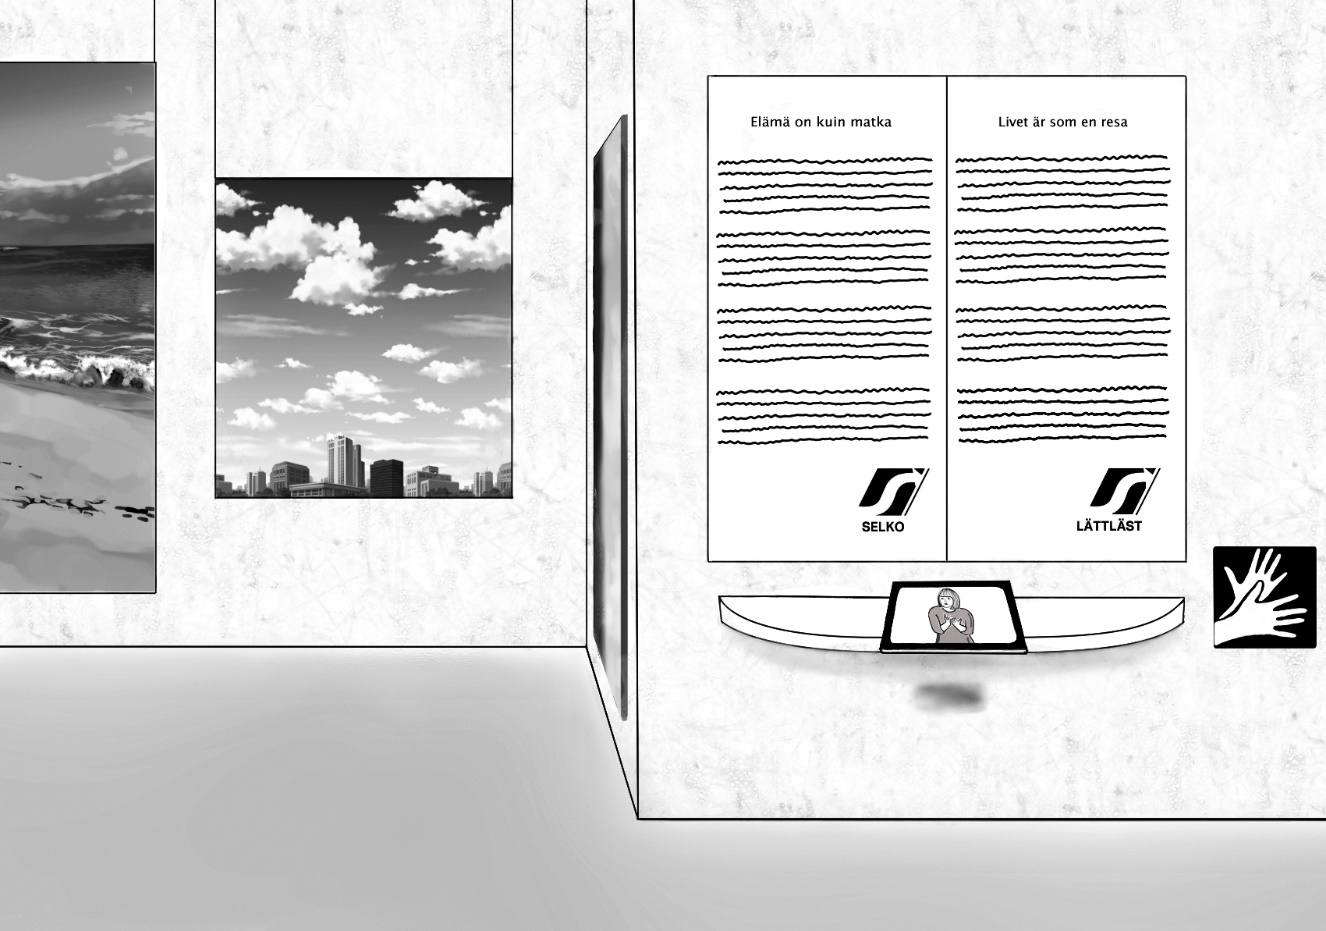 Elämä on kuin matka
Livet är som en resa
SELKO
LÄTTLÄST